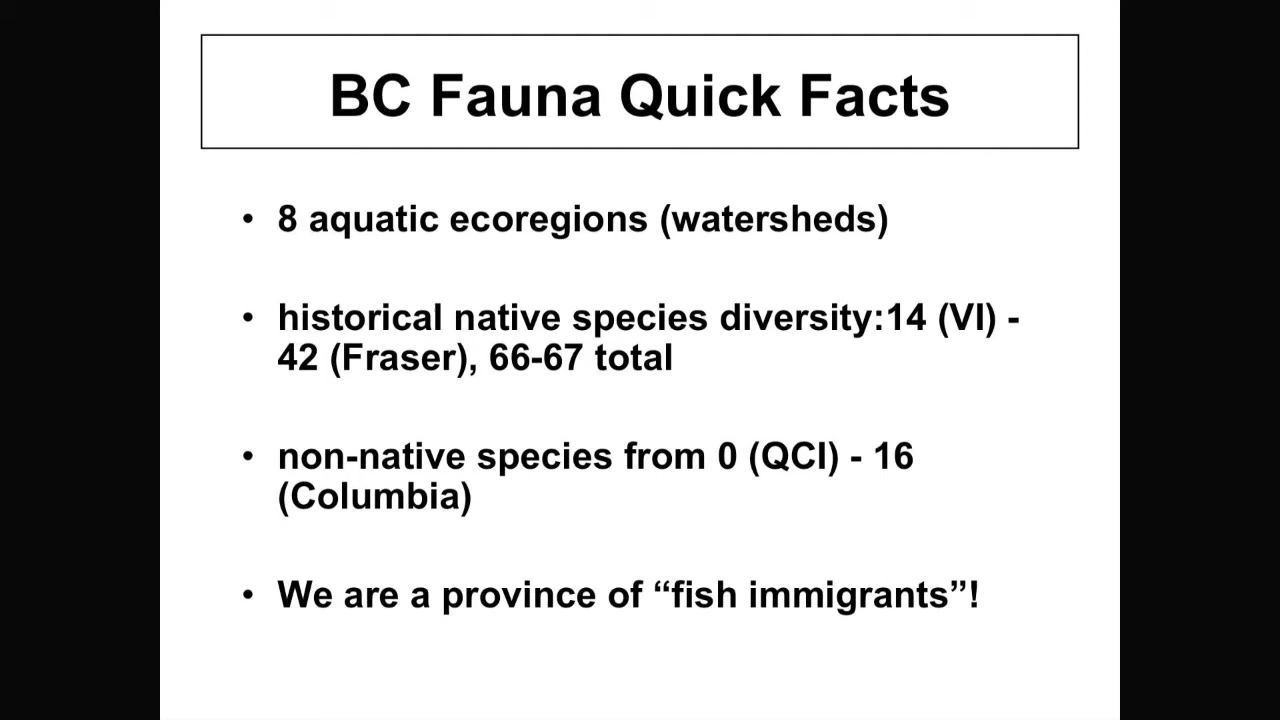 BC Fauna Quick Facts
• 8 aquatic ecoregions (watersheds)
• historical native species diversity:14 (VI) -
42 (Fraser), 66-67 total
• non-native species from 0 (QCI) - 16
(Columbia)
• We are a province of “fish immigrants”!